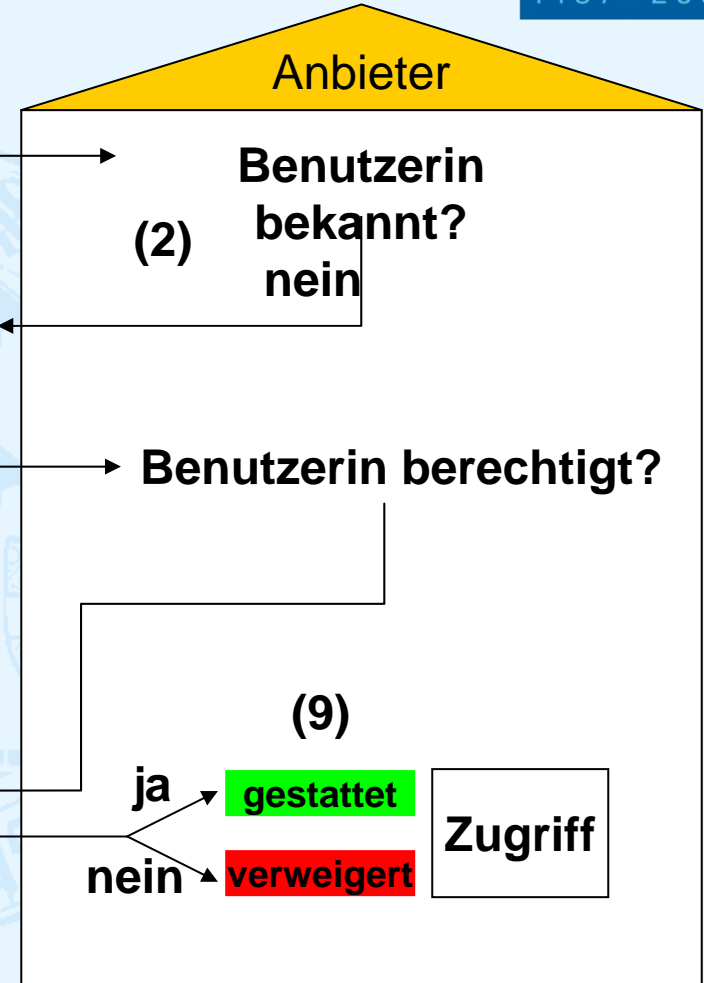 Anbieter
Benutzerin
bekannt?
(2)
nein
Benutzerin berechtigt?
(9)
ja
gestattet
Zugriff
nein
verweigert